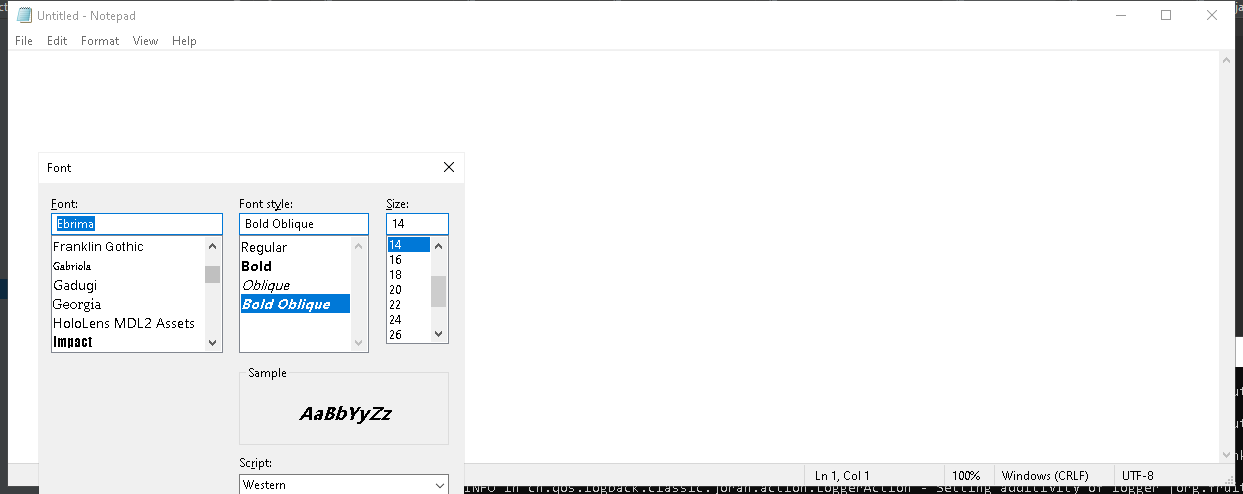 Untitled - Notepad
File Edit Format View Help
Font
Font: Font style: Size:
Ebrima Bold Oblique 14
Franklin Gothic Regular 14
Gabriola Bold 16
Gadugi Oblique 18
Georgia Bold Oblique 20
HoloLens MDL2 Assets 22
Impact 24
26
Sample
AaBbYyZz
Script:
Western
Ln 1, Col 1 100% Windows (CRLF) UTF-8
INFO in ch.qos.logback.classic.joran.action.LoggerAction - Setting additivity of logger